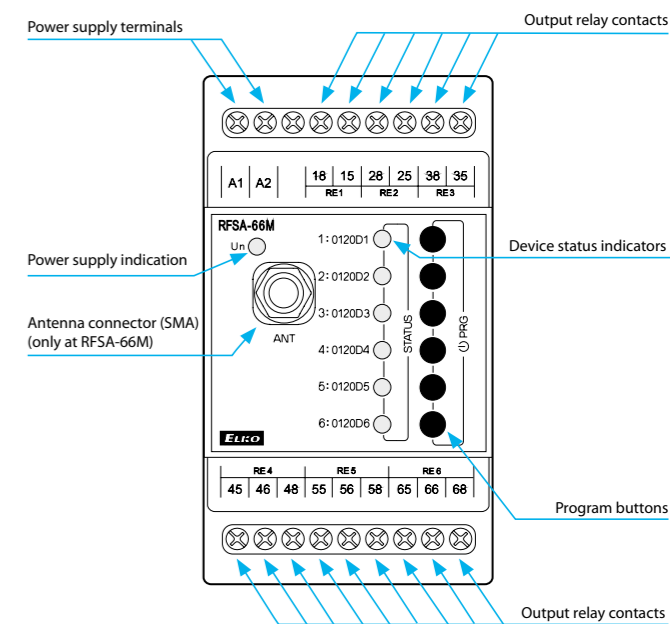 Power supply terminals
Output relay contacts
A1 A2 18 15 28 25 38 35
RE1 RE2 RE3
RFSA-66M
Un
1: 0120D1
Device status indicators
Power supply indication
2: 0120D2
3: 0120D3
Antenna connector (SMA)
(only at RFSA-66M)
ANT
STATUS
PRG
4: 0120D4
5: 0120D5
6: 0120D6
ELKO
RE4 RE5 RE6
45 46 48 55 56 58 65 66 68
Program buttons
Output relay contacts